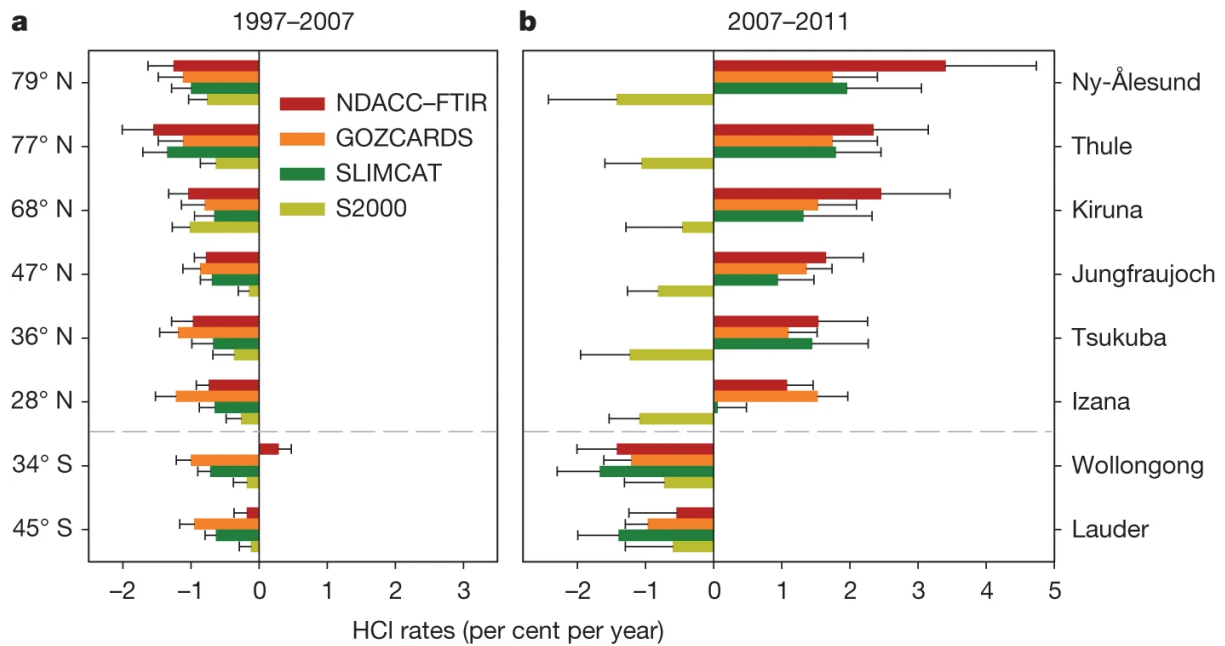 a 1997–2007 b 2007–2011
NDACC–FTIR
GOZCARDS
SLIMCAT
S2000
79° N Ny-Ålesund
77° N Thule
68° N Kiruna
47° N Jungfraujoch
36° N Tsukuba
28° N Izana
34° S Wollongong
45° S Lauder
–2 –1 0 1 2 3 –2 –1 0 1 2 3 4 5
HCl rates (per cent per year)